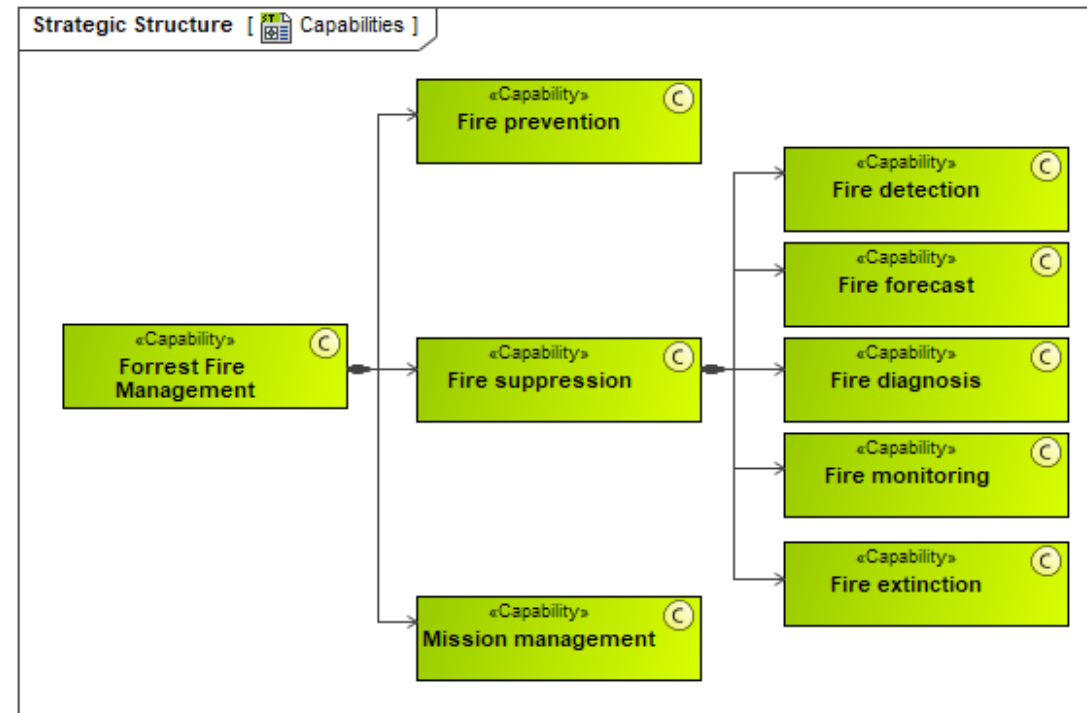 Strategic Structure [ ST Capabilities ]
«Capability»
C
Fire prevention
«Capability»
C
Fire detection
«Capability»
C
Fire forecast
«Capability»
C
Forrest Fire
Management
«Capability»
C
Fire suppression
«Capability»
C
Fire diagnosis
«Capability»
C
Fire monitoring
«Capability»
C
Fire extinction
«Capability»
C
Mission management